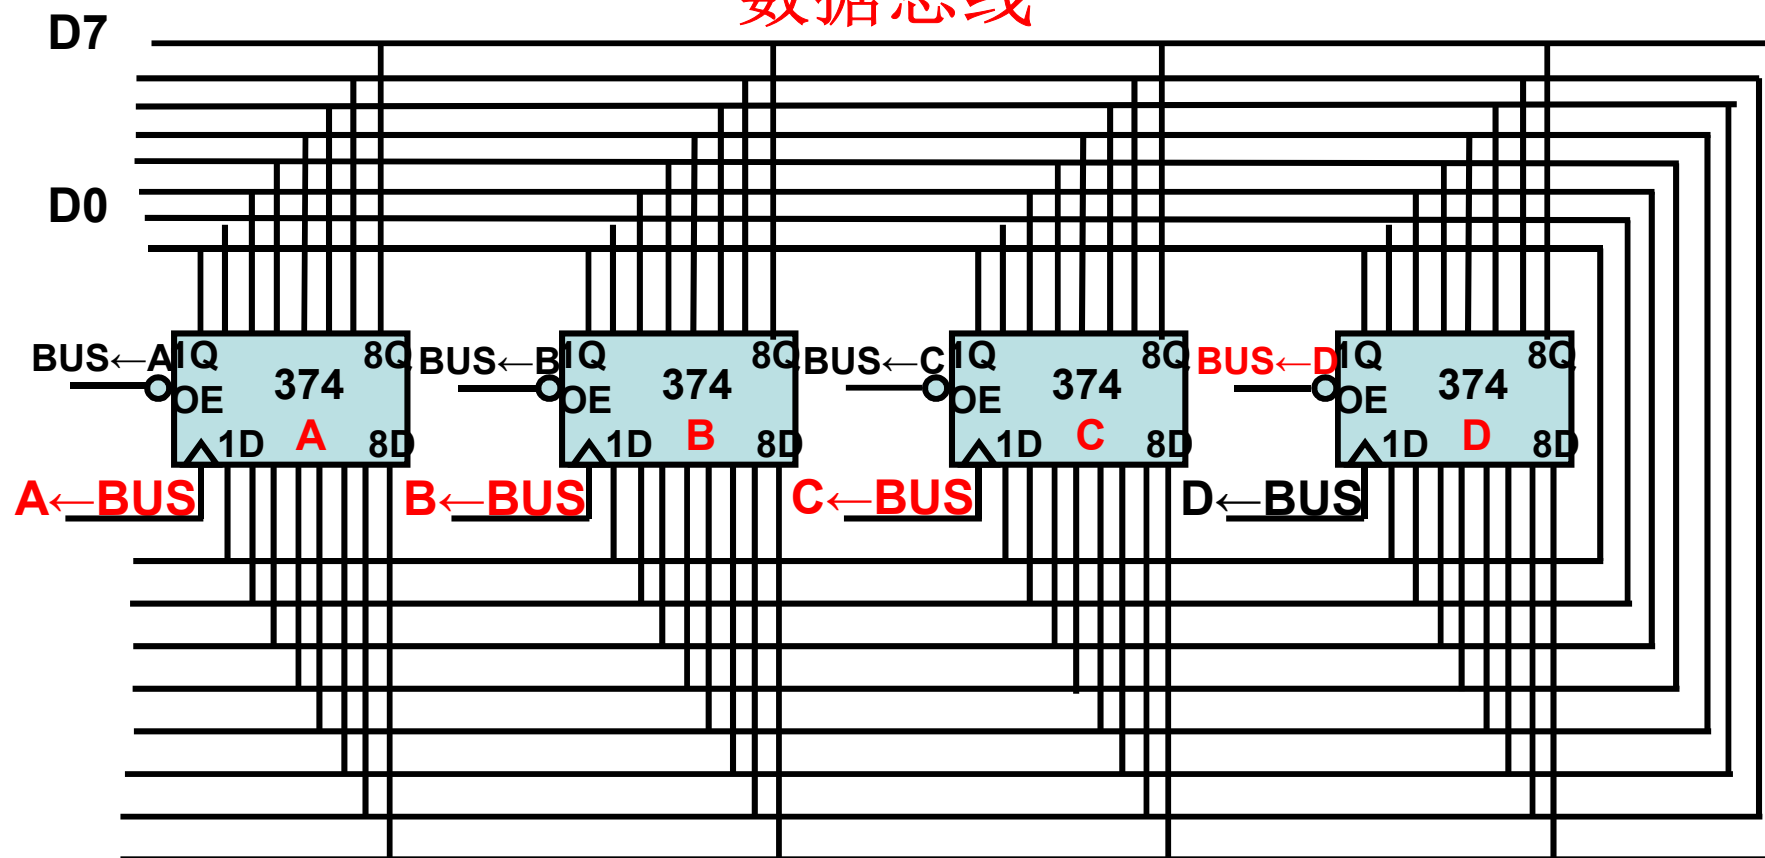 数据总线
D7
D0
BUS←A 1Q 8Q
OE 374
1D A 8D
A←BUS
BUS←B 1Q 8Q
OE 374
1D B 8D
B←BUS
BUS←C 1Q 8Q
OE 374
1D C 8D
C←BUS
BUS←D 1Q 8Q
OE 374
1D D 8D
D←BUS